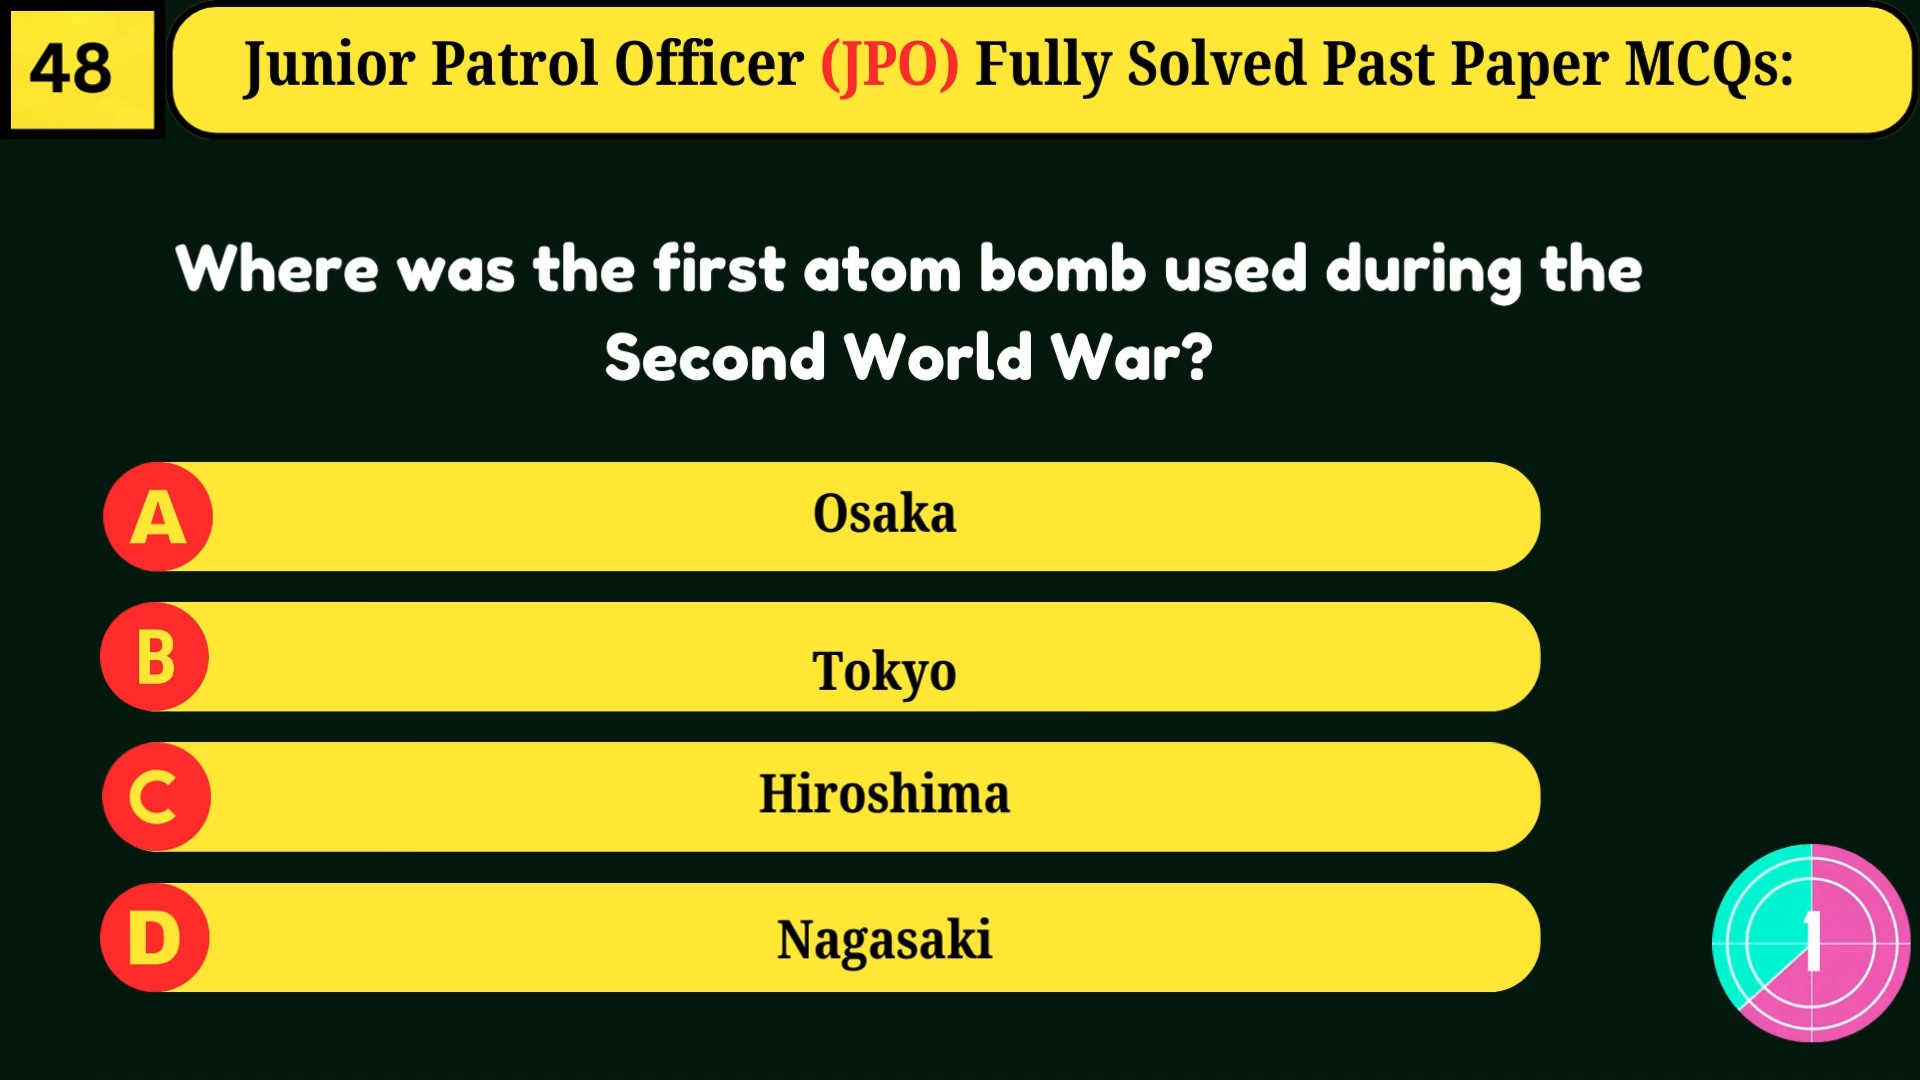 48
Junior Patrol Officer (JPO) Fully Solved Past Paper MCQs:
Where was the first atom bomb used during the
Second World War?
A Osaka
B Tokyo
C Hiroshima
D Nagasaki
1